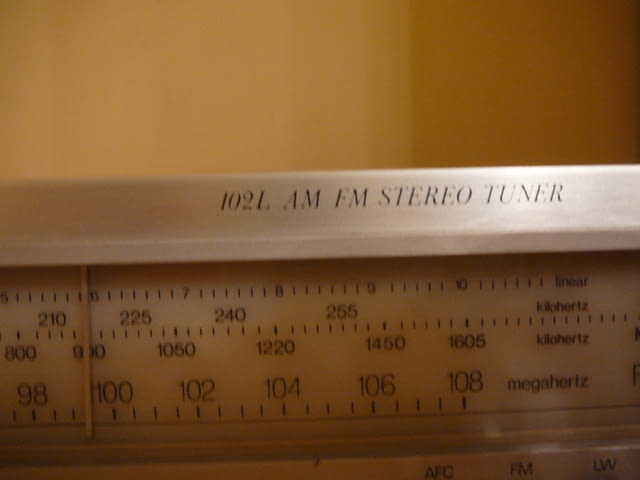 102L AM FM STEREO TUNER
5 6 7 8 9 10 linear
210 225 240 255 kilohertz
800 1050 1220 1450 1605 kilohertz
98 100 102 104 106 108 megahertz
AFC FM LW